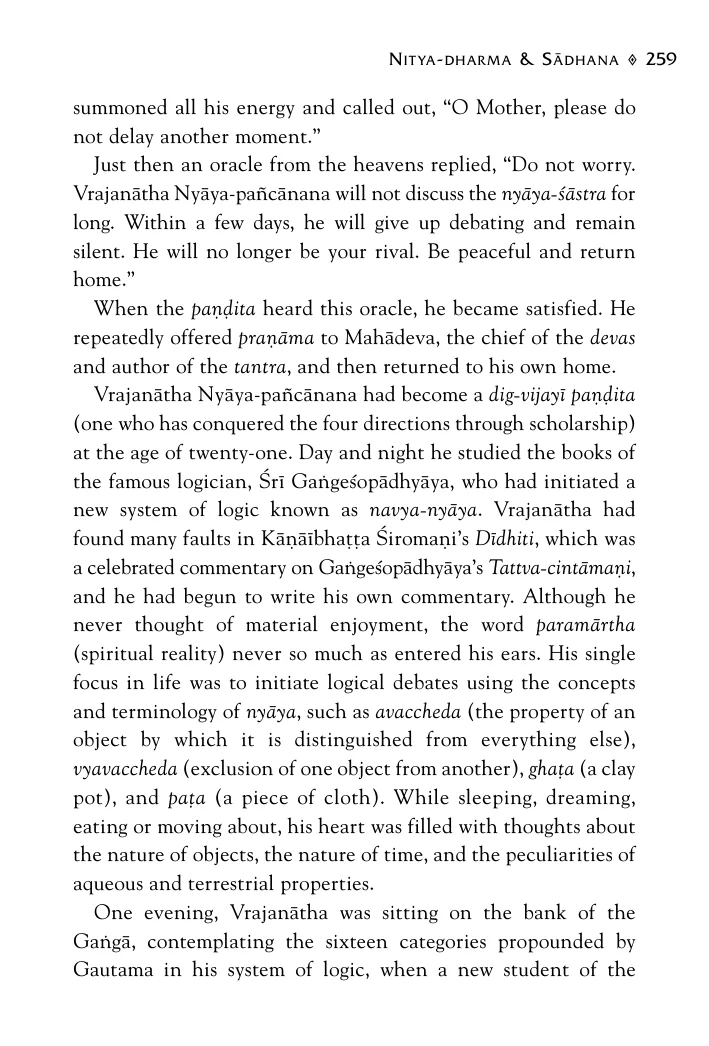 Nitya-dharma & Sādhana ◊ 259
summoned all his energy and called out, “O Mother, please do
not delay another moment.”
Just then an oracle from the heavens replied, “Do not worry.
Vrajanātha Nyāya-pañcānana will not discuss the nyāya-śāstra for
long. Within a few days, he will give up debating and remain
silent. He will no longer be your rival. Be peaceful and return
home.”
When the paṇḍita heard this oracle, he became satisfied. He
repeatedly offered praṇāma to Mahādeva, the chief of the devas
and author of the tantra, and then returned to his own home.
Vrajanātha Nyāya-pañcānana had become a dig-vijayī paṇḍita
(one who has conquered the four directions through scholarship)
at the age of twenty-one. Day and night he studied the books of
the famous logician, Śrī Gaṅgeśopādhyāya, who had initiated a
new system of logic known as navya-nyāya. Vrajanātha had
found many faults in Kāṇāībhaṭṭa Śiromaṇi’s Dīdhiti, which was
a celebrated commentary on Gaṅgeśopādhyāya’s Tattva-cintāmaṇi,
and he had begun to write his own commentary. Although he
never thought of material enjoyment, the word paramārtha
(spiritual reality) never so much as entered his ears. His single
focus in life was to initiate logical debates using the concepts
and terminology of nyāya, such as avaccheda (the property of an
object by which it is distinguished from everything else),
vyavaccheda (exclusion of one object from another), ghaṭa (a clay
pot), and paṭa (a piece of cloth). While sleeping, dreaming,
eating or moving about, his heart was filled with thoughts about
the nature of objects, the nature of time, and the peculiarities of
aqueous and terrestrial properties.
One evening, Vrajanātha was sitting on the bank of the
Gaṅgā, contemplating the sixteen categories propounded by
Gautama in his system of logic, when a new student of the